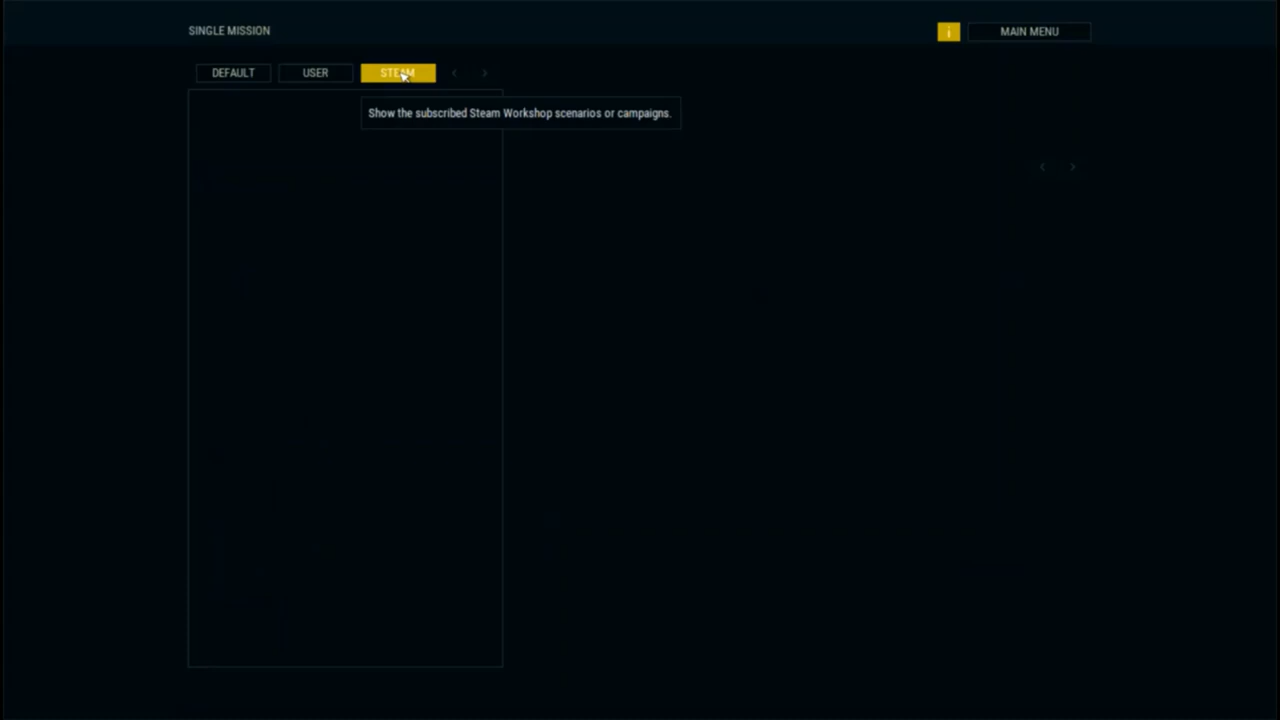 SINGLE MISSION
i
MAIN MENU
DEFAULT
USER
STEAM
Show the subscribed Steam Workshop scenarios or campaigns.